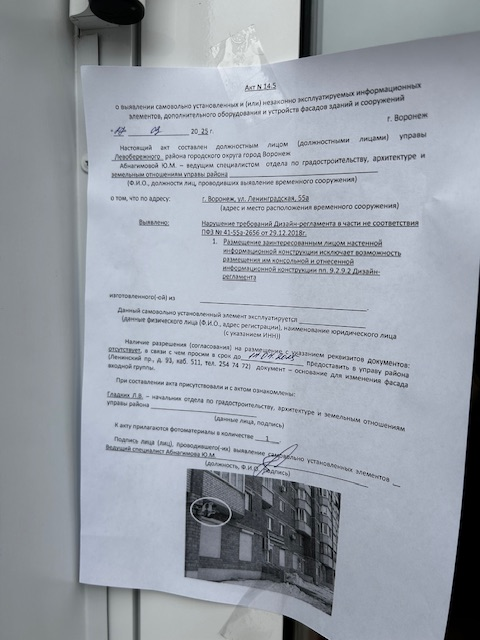 Акт N 14.5
о выявлении самовольно установленных и (или) незаконно эксплуатируемых информационных
элементов, дополнительного оборудования и устройств фасадов зданий и сооружений
г. Воронеж
03 20 25 г.
Настоящий акт составлен должностным лицом (должностными лицами) управы
Левобережного района городского округа город Воронеж
Абнагимовой Ю.М. – ведущим специалистом отдела по градостроительству, архитектуре и
земельным отношениям управы района
(Ф.И.О., должности лиц, проводивших выявление временного сооружения)
о том, что по адресу: г. Воронеж, ул. Ленинградская, 55а
(адрес и место расположения временного сооружения)
Выявлено: Нарушение требований Дизайн-регламента в части не соответствия
ПФЗ № 41-55а-2656 от 29.12.2018г.
1. Размещение заинтересованным лицом настенной
информационной конструкции исключает возможность
размещения им консольной и отнесенной
информационной конструкции пп. 9.2.9.2 Дизайн-
регламента
изготовленного(-ой) из
Данный самовольно установленный элемент эксплуатируется
(данные физического лица (Ф.И.О., адрес регистрации), наименование юридического лица
(с указанием ИНН))
Наличие разрешения (согласования) на размещение с указанием реквизитов документов:
отсутствует, в связи с чем просим в срок до предоставить в управу района
(Ленинский пр., д. 93, каб. 511, тел. 254 74 72) документ – основание для изменения фасада
входной группы.
При составлении акта присутствовали и с актом ознакомлены:
Гладких Л.В. – начальник отдела по градостроительству, архитектуре и земельным отношениям
управы района
(данные лица, подпись)
К акту прилагаются фотоматериалы в количестве 1
Подпись лица (лиц), проводившего(-их) выявление самовольно установленных элементов
Ведущий специалист Абнагимова Ю.М.
(должность, Ф.И.О., подпись)